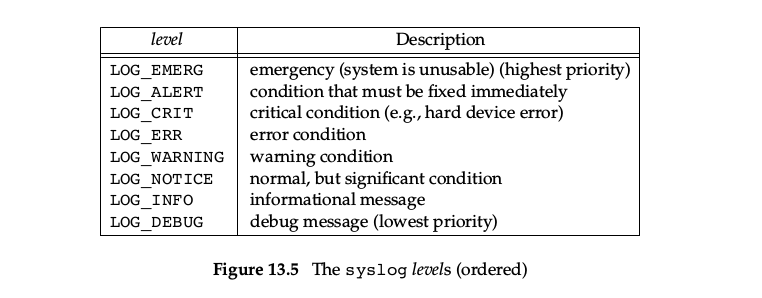 level Description
LOG_EMERG emergency (system is unusable) (highest priority)
LOG_ALERT condition that must be fixed immediately
LOG_CRIT critical condition (e.g., hard device error)
LOG_ERR error condition
LOG_WARNING warning condition
LOG_NOTICE normal, but significant condition
LOG_INFO informational message
LOG_DEBUG debug message (lowest priority)
Figure 13.5 The syslog levels (ordered)